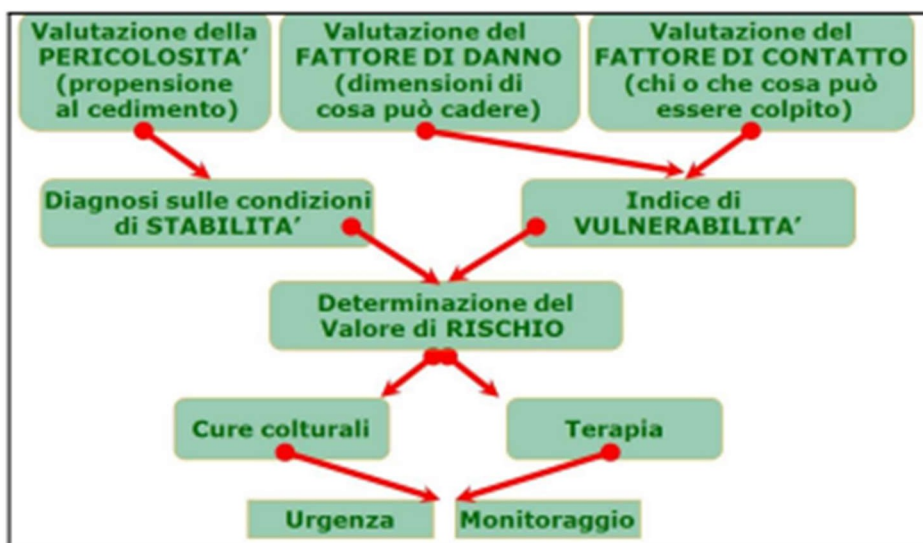 Valutazione della
PERICOLOSITA’
(propensione
al cedimento)
Valutazione del
FATTORE DI DANNO
(dimensioni di
cosa può cadere)
Valutazione del
FATTORE DI CONTATTO
(chi o che cosa può
essere colpito)
Diagnosi sulle condizioni
di STABILITA’
Indice di
VULNERABILITA’
Determinazione del
Valore di RISCHIO
Cure colturali
Terapia
Urgenza
Monitoraggio